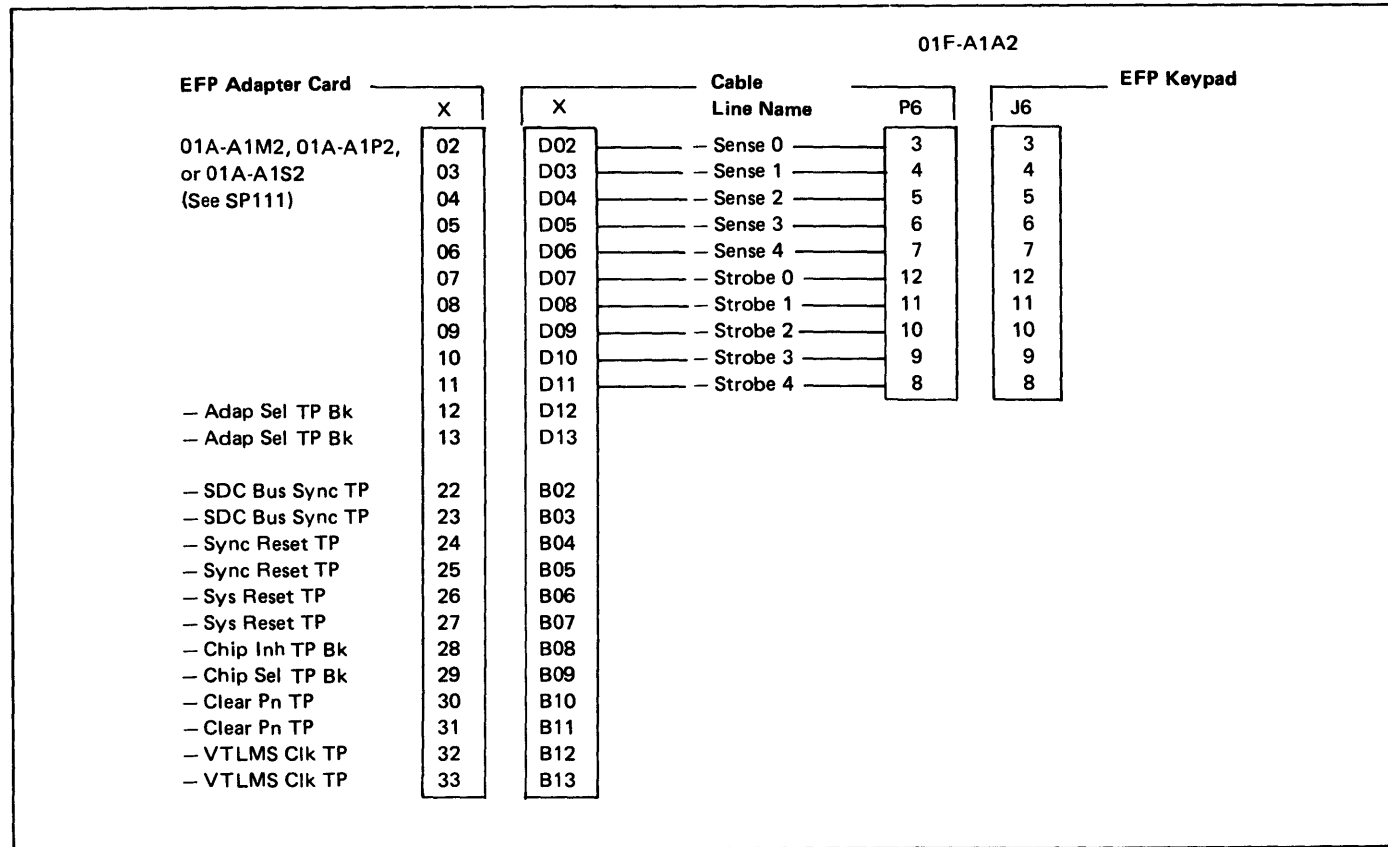 01F-A1A2
EFP Adapter Card Cable EFP Keypad
X X Line Name P6 J6
01A-A1M2, 01A-A1P2, 02 D02 — Sense 0 3 3
or 01A-A1S2 03 D03 — Sense 1 4 4
(See SP111) 04 D04 — Sense 2 5 5
05 D05 — Sense 3 6 6
06 D06 — Sense 4 7 7
07 D07 — Strobe 0 12 12
08 D08 — Strobe 1 11 11
09 D09 — Strobe 2 10 10
10 D10 — Strobe 3 9 9
11 D11 — Strobe 4 8 8
— Adap Sel TP Bk 12 D12
— Adap Sel TP Bk 13 D13
— SDC Bus Sync TP 22 B02
— SDC Bus Sync TP 23 B03
— Sync Reset TP 24 B04
— Sync Reset TP 25 B05
— Sys Reset TP 26 B06
— Sys Reset TP 27 B07
— Chip Inh TP Bk 28 B08
— Chip Sel TP Bk 29 B09
— Clear Pn TP 30 B10
— Clear Pn TP 31 B11
— VTLMS Clk TP 32 B12
— VTLMS Clk TP 33 B13